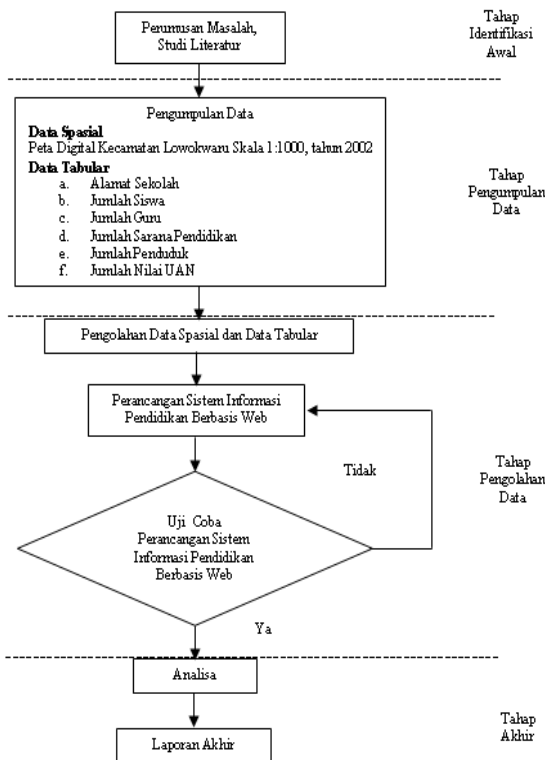 Perumusan Masalah,
Studi Literatur
Tahap
Identifikasi
Awal
Pengumpulan Data
Data Spasial
Peta Digital Kecamatan Lowokwaru Skala 1:1000, tahun 2002
Data Tabular
a. Alamat Sekolah
b. Jumlah Siswa
c. Jumlah Guru
d. Jumlah Sarana Pendidikan
e. Jumlah Penduduk
f. Jumlah Nilai UAN
Tahap
Pengumpulan
Data
Pengolahan Data Spasial dan Data Tabular
Perancangan Sistem Informasi
Pendidikan Berbasis Web
Tidak
Uji Coba
Perancangan Sistem
Informasi Pendidikan
Berbasis Web
Ya
Tahap
Pengolahan
Data
Analisa
Laporan Akhir
Tahap
Akhir